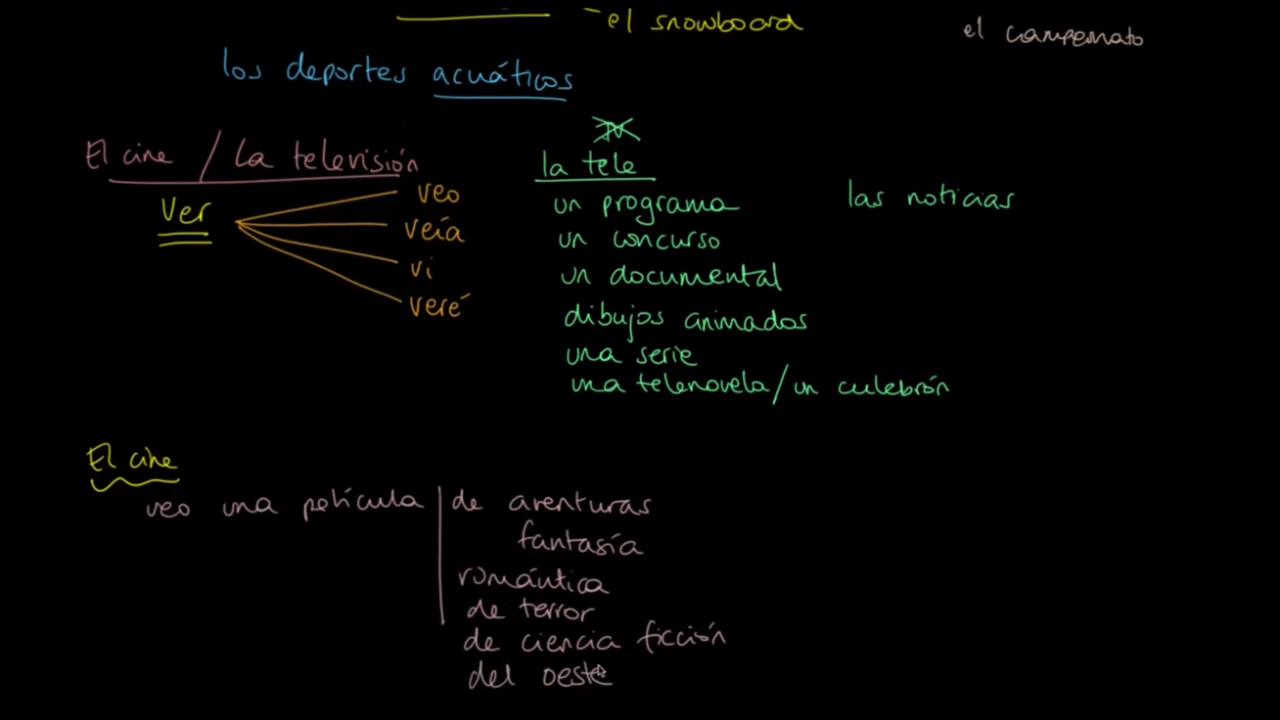 - el snowboard
el campeonato
los deportes acuáticos
El cine / La televisión
Ver
veo
veía
vi
veré
TV
la tele
un programa
las noticias
un concurso
un documental
dibujos animados
una serie
una telenovela/un culebrón
El cine
veo una película
de aventuras
fantasía
romántica
de terror
de ciencia ficción
del oeste